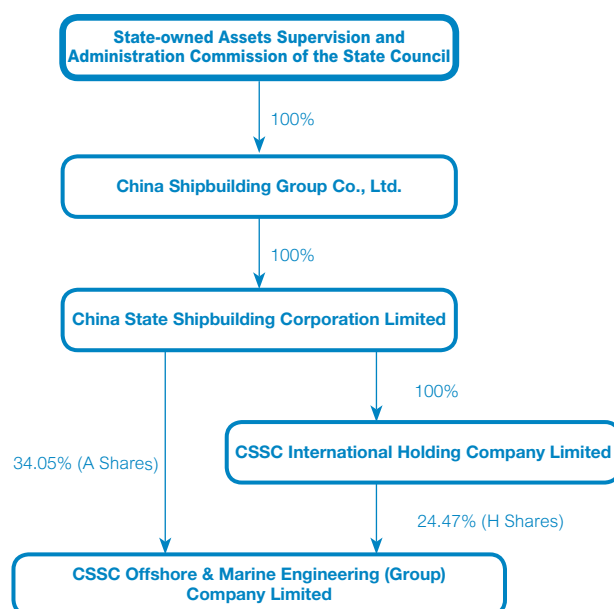 State-owned Assets Supervision and
Administration Commission of the State Council
100%
China Shipbuilding Group Co., Ltd.
100%
China State Shipbuilding Corporation Limited
100%
CSSC International Holding Company Limited
34.05% (A Shares)
24.47% (H Shares)
CSSC Offshore & Marine Engineering (Group)
Company Limited